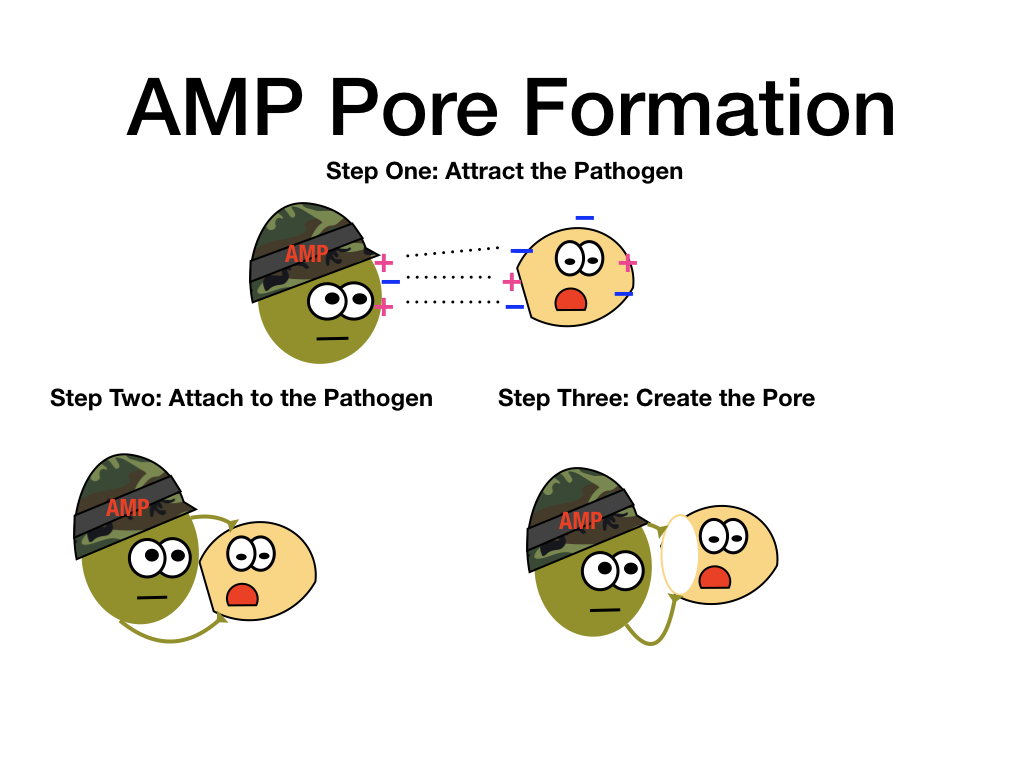 AMP Pore Formation
Step One: Attract the Pathogen
AMP
+
−
+
−
−
+
−
+
−
Step Two: Attach to the Pathogen
Step Three: Create the Pore
AMP
AMP